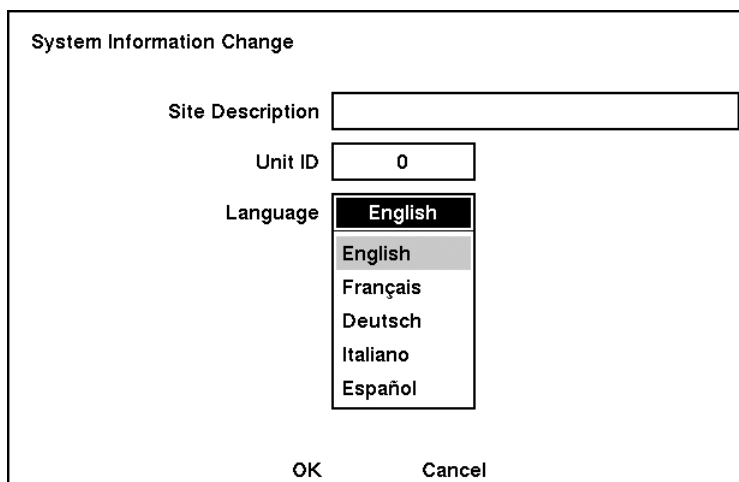 System Information Change
Site Description
Unit ID 0
Language English
English
Français
Deutsch
Italiano
Español
OK Cancel